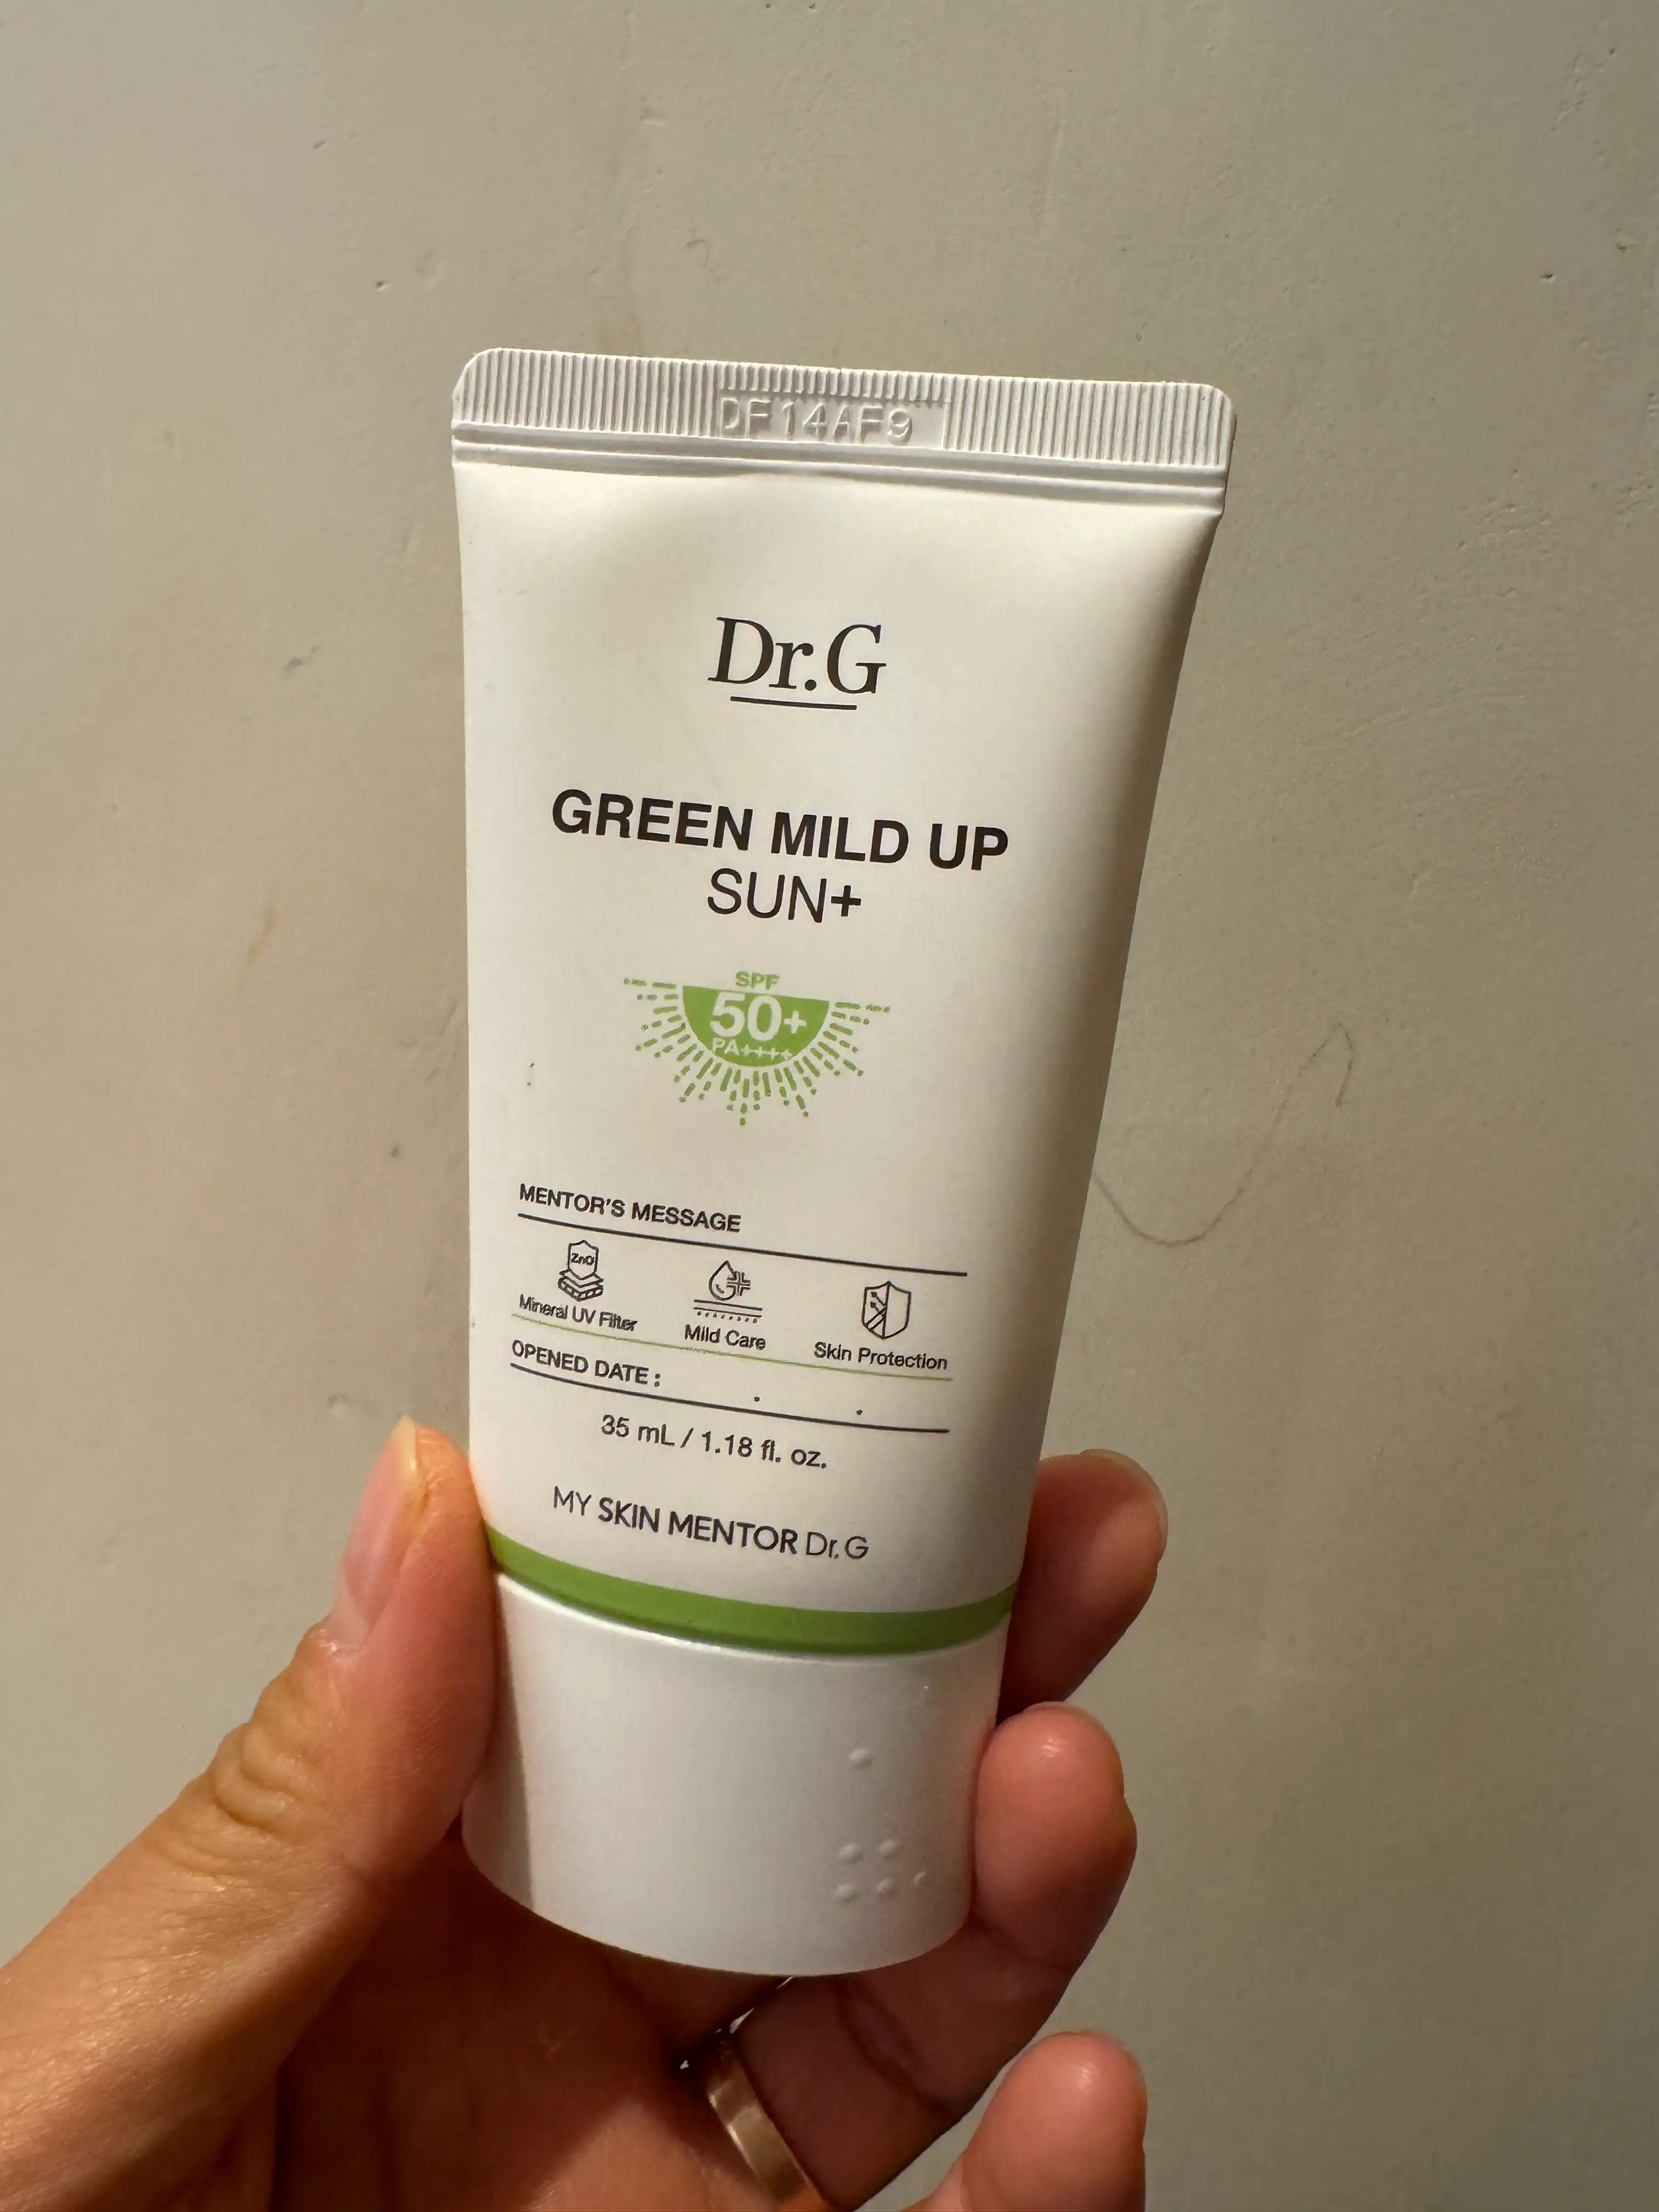 DF14AF9
Dr.G
GREEN MILD UP
SUN+
SPF
50+
PA++++
MENTOR'S MESSAGE
ZnO
Mineral UV Filter
Mild Care
Skin Protection
OPENED DATE : . .
35 mL / 1.18 fl. oz.
MY SKIN MENTOR Dr.G